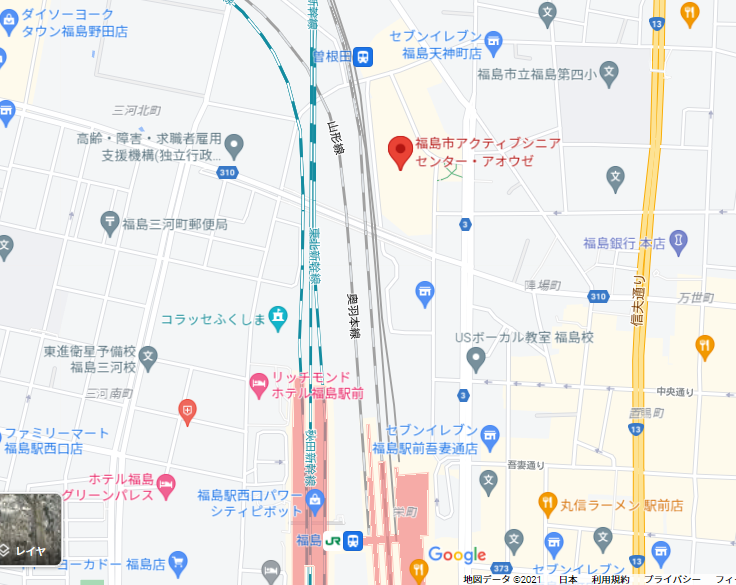 ダイソーヨーク
タウン福島野田店
曽根田
セブンイレブン
福島天神町店
13
福島市立福島第四小
三河北町
高齢・障害・求職者雇用
支援機構(独立行政...
310
山形線
福島市アクティブシニア
センター・アオウゼ
福島三河町郵便局
3
東北新幹線
福島銀行 本店
陣場町
310
万世町
信夫通り
奥羽本線
コラッセふくしま
USボーカル教室 福島校
東進衛星予備校
福島三河校
三河南町
リッチモンド
ホテル福島駅前
3
中央通り
置賜町
13
ファミリーマート
福島駅西口店
セブンイレブン
福島駅前吾妻通店
秋田新幹線
吾妻通り
ホテル福島
グリーンパレス
福島駅西口パワー
シティピボット
栄町
丸信ラーメン 駅前店
レイヤ
福島
JR
ヨーカドー 福島店
Google
373
セブンイレブン
地図データ ©2021
日本
利用規約
プライバシー
フィ